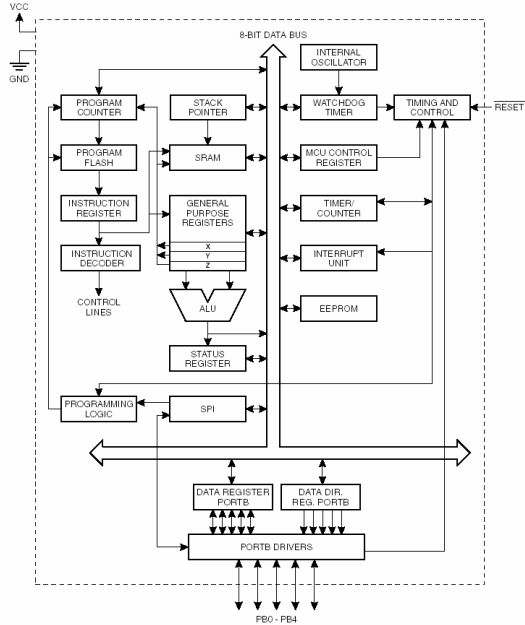 VCC
GND
8-BIT DATA BUS
INTERNAL
OSCILLATOR
PROGRAM
COUNTER
STACK
POINTER
WATCHDOG
TIMER
TIMING AND
CONTROL
RESET
PROGRAM
FLASH
SRAM
MCU CONTROL
REGISTER
INSTRUCTION
REGISTER
GENERAL
PURPOSE
REGISTERS
X
Y
Z
TIMER/
COUNTER
INSTRUCTION
DECODER
INTERRUPT
UNIT
CONTROL
LINES
ALU
EEPROM
STATUS
REGISTER
PROGRAMMING
LOGIC
SPI
DATA REGISTER
PORTB
DATA DIR.
REG. PORTB
PORTB DRIVERS
PB0 - PB4